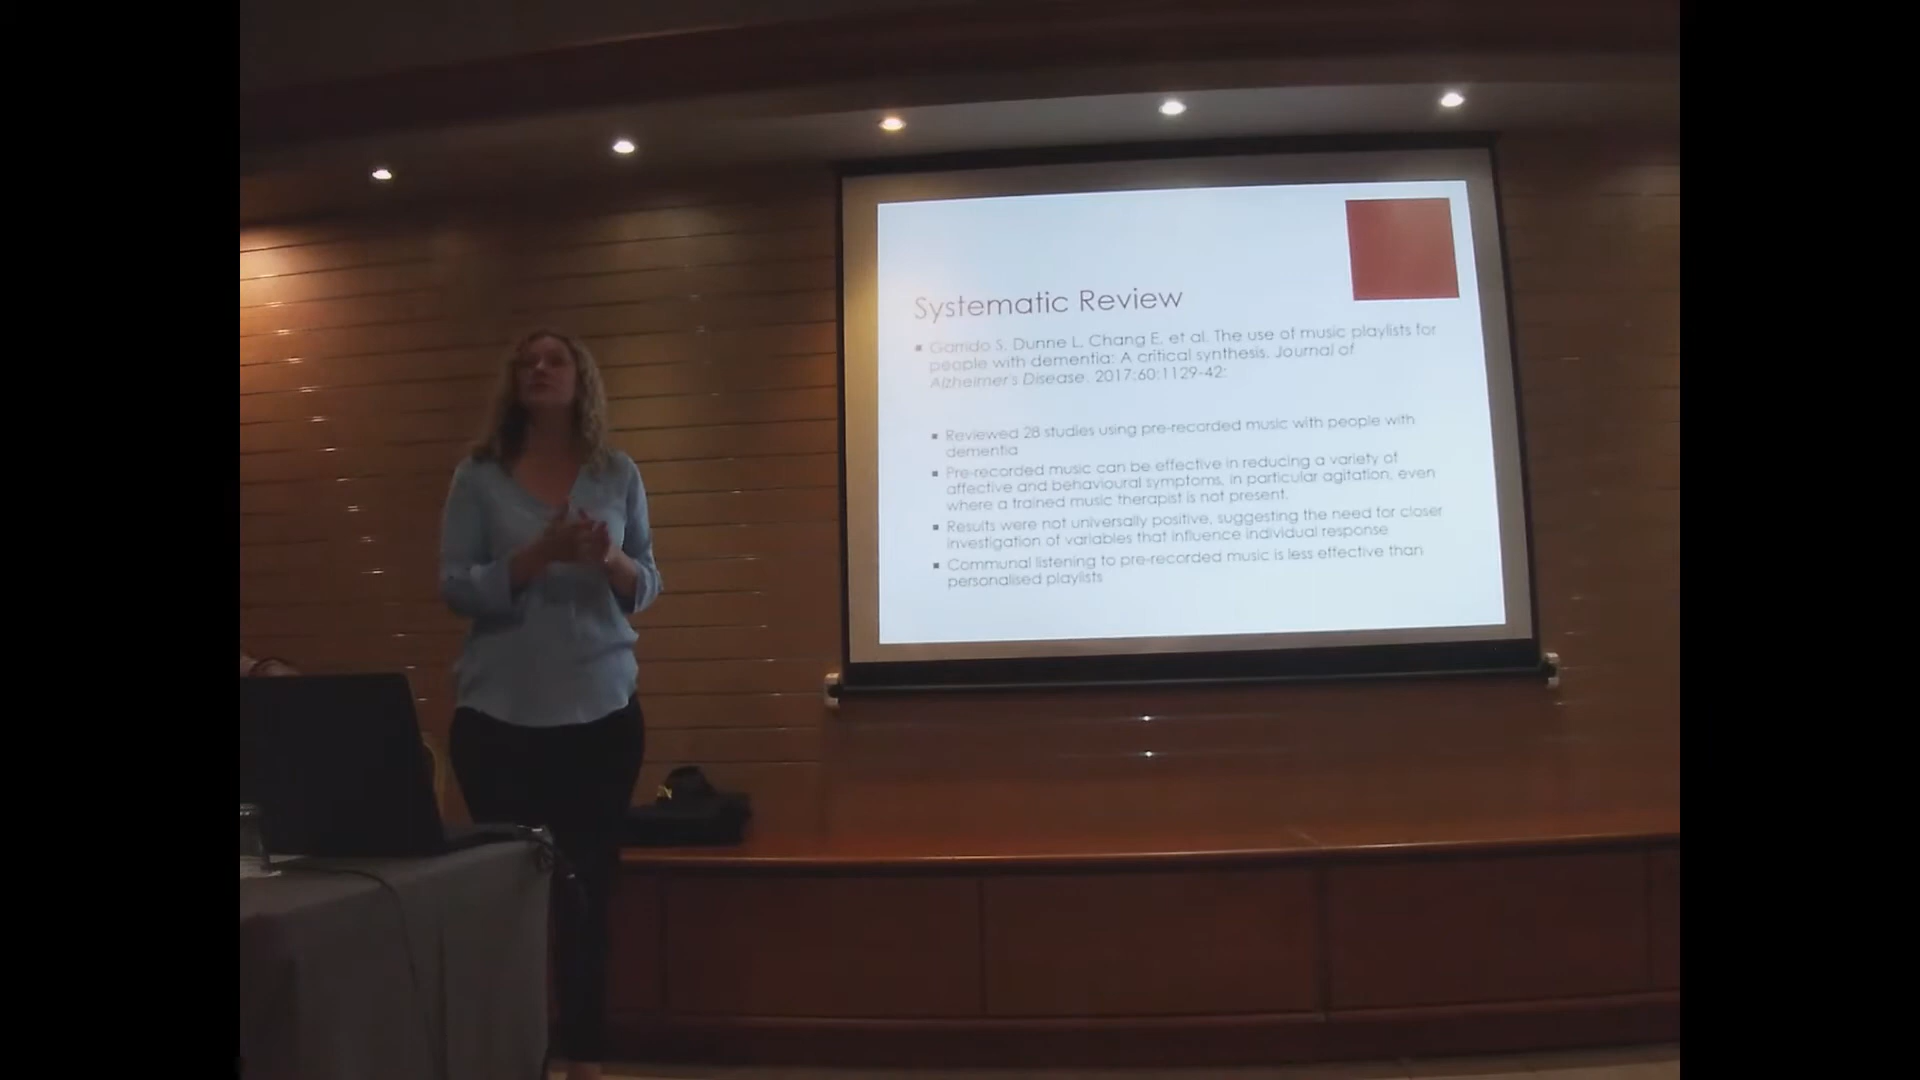 Systematic Review
Garrido S, Dunne L, Chang E, et al. The use of music playlists for
people with dementia: A critical synthesis. Journal of
Alzheimer's Disease. 2017;60:1129-42:
Reviewed 28 studies using pre-recorded music with people with
dementia
Pre-recorded music can be effective in reducing a variety of
affective and behavioural symptoms, in particular agitation, even
where a trained music therapist is not present.
Results were not universally positive, suggesting the need for closer
investigation of variables that influence individual response
Communal listening to pre-recorded music is less effective than
personalised playlists